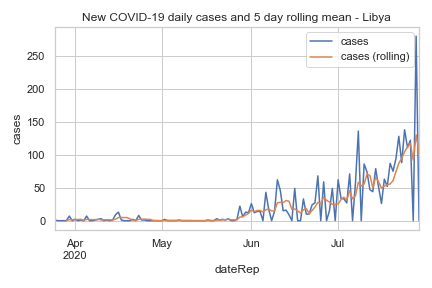 New COVID-19 daily cases and 5 day rolling mean - Libya
cases
cases (rolling)
250
200
150
100
50
0
cases
Apr
2020
May
Jun
Jul
dateRep